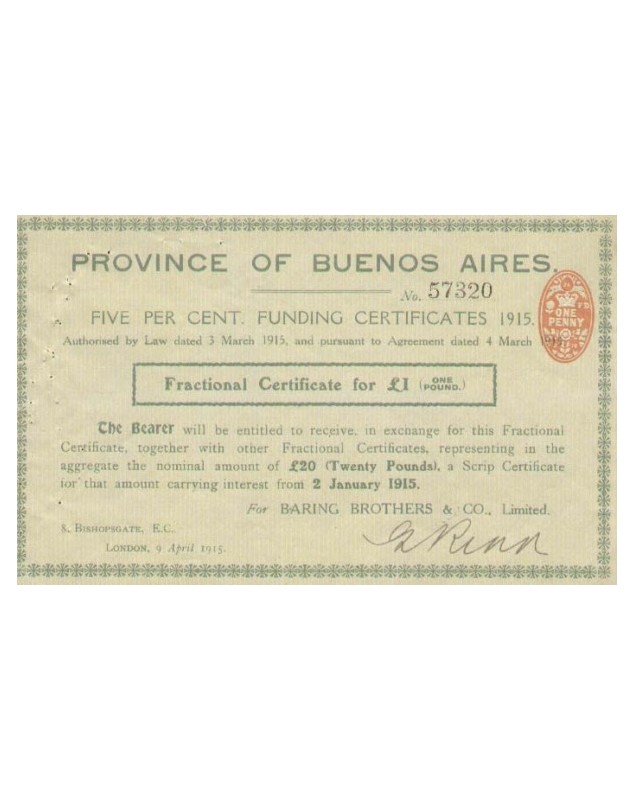 PROVINCE OF BUENOS AIRES.
No. 57320
FIVE PER CENT. FUNDING CERTIFICATES 1915.
Authorised by Law dated 3 March 1915, and pursuant to Agreement dated 4 March
ONE
PENNY
Fractional Certificate for £1 (ONE POUND.)
The Bearer will be entitled to receive, in exchange for this Fractional
Certificate, together with other Fractional Certificates, representing in the
aggregate the nominal amount of £20 (Twenty Pounds), a Scrip Certificate
for that amount carrying interest from 2 January 1915.
For BARING BROTHERS & CO., Limited.
8, BISHOPSGATE, E.C.
LONDON, 9 April 1915.